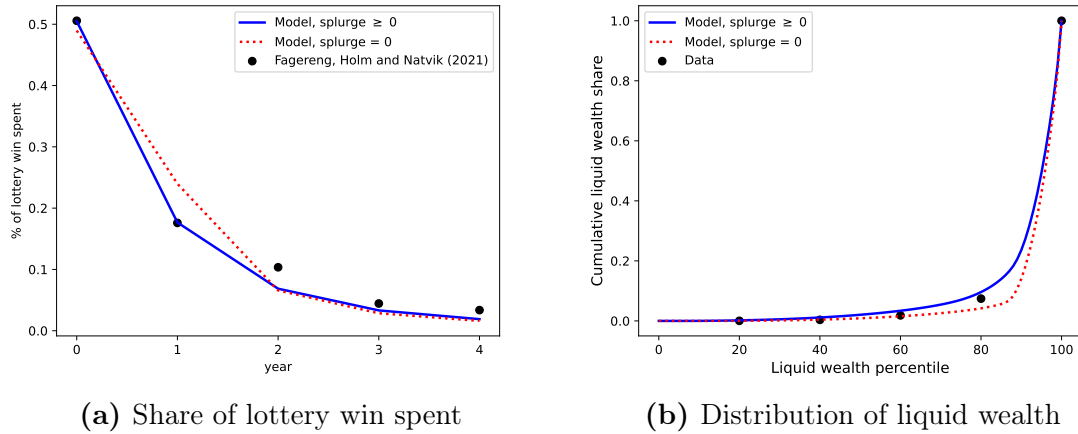 % of lottery win spent
0.5
0.4
0.3
0.2
0.1
0.0
Model, splurge ≥ 0
Model, splurge = 0
Fagereng, Holm and Natvik (2021)
0 1 2 3 4
year
(a) Share of lottery win spent
Cumulative liquid wealth share
1.0
0.8
0.6
0.4
0.2
0.0
Model, splurge ≥ 0
Model, splurge = 0
Data
0 20 40 60 80 100
Liquid wealth percentile
(b) Distribution of liquid wealth